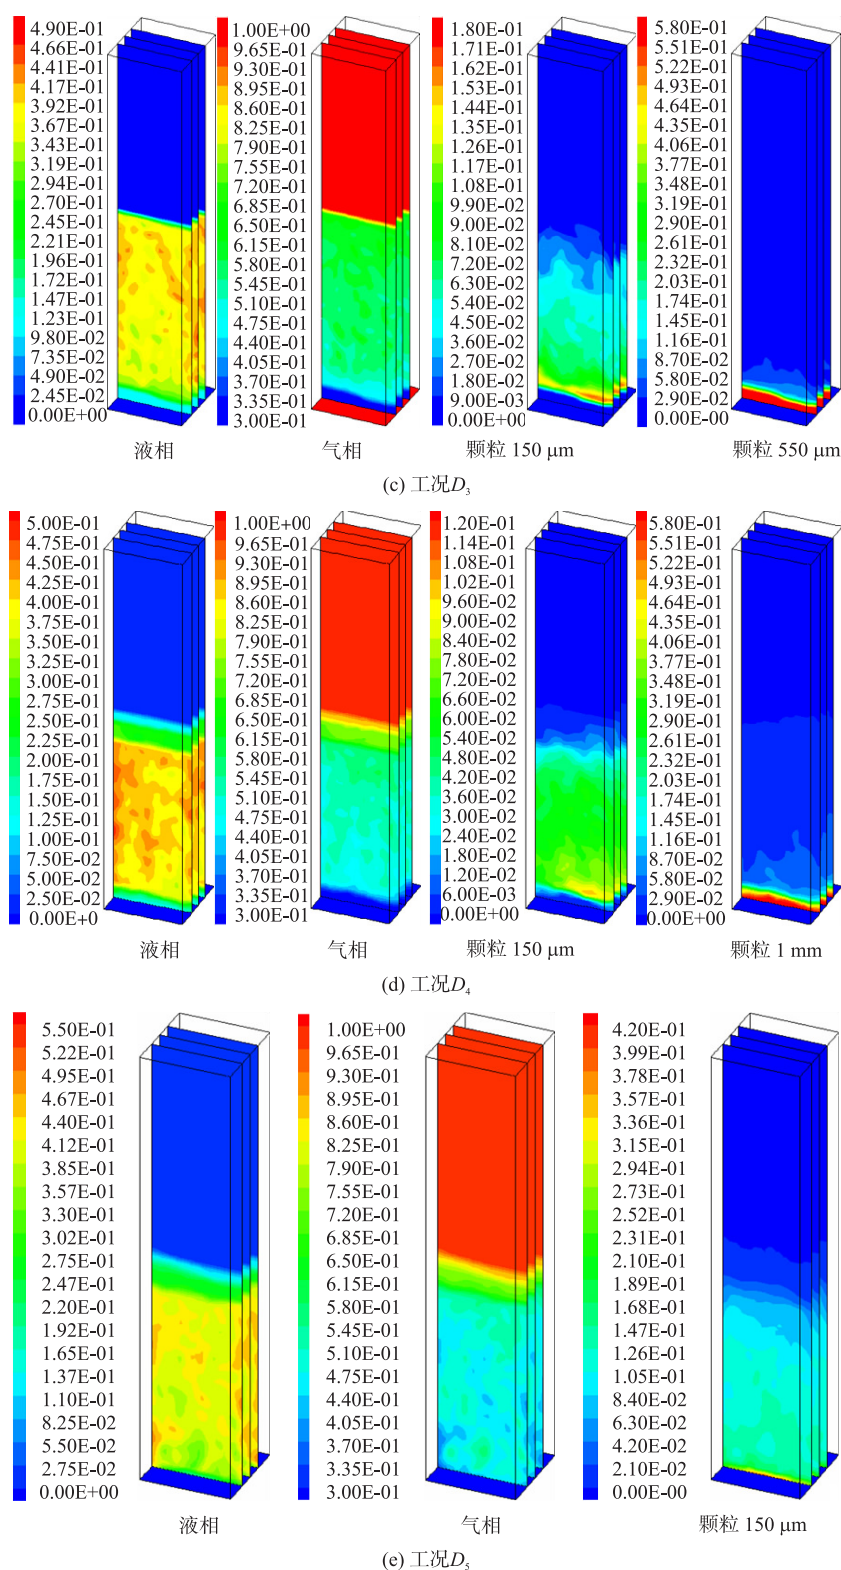 4.90E-01
4.66E-01
4.41E-01
4.17E-01
3.92E-01
3.67E-01
3.43E-01
3.19E-01
2.94E-01
2.70E-01
2.45E-01
2.21E-01
1.96E-01
1.72E-01
1.47E-01
1.23E-01
9.80E-02
7.35E-02
4.90E-02
2.45E-02
0.00E+00
液相
1.00E+00
9.65E-01
9.30E-01
8.95E-01
8.60E-01
8.25E-01
7.90E-01
7.55E-01
7.20E-01
6.85E-01
6.50E-01
6.15E-01
5.80E-01
5.45E-01
5.10E-01
4.75E-01
4.40E-01
4.05E-01
3.70E-01
3.35E-01
3.00E-01
气相
1.80E-01
1.71E-01
1.62E-01
1.53E-01
1.44E-01
1.35E-01
1.26E-01
1.17E-01
1.08E-01
9.90E-02
9.00E-02
8.10E-02
7.20E-02
6.30E-02
5.40E-02
4.50E-02
3.60E-02
2.70E-02
1.80E-02
9.00E-03
0.00E+00
颗粒 150 μm
5.80E-01
5.51E-01
5.22E-01
4.93E-01
4.64E-01
4.35E-01
4.06E-01
3.77E-01
3.48E-01
3.19E-01
2.90E-01
2.61E-01
2.32E-01
2.03E-01
1.74E-01
1.45E-01
1.16E-01
8.70E-02
5.80E-02
2.90E-02
0.00E-00
颗粒 550 μm
(c) 工况D₃
5.00E-01
4.75E-01
4.50E-01
4.25E-01
4.00E-01
3.75E-01
3.50E-01
3.25E-01
3.00E-01
2.75E-01
2.50E-01
2.25E-01
2.00E-01
1.75E-01
1.50E-01
1.25E-01
1.00E-01
7.50E-02
5.00E-02
2.50E-02
0.00E+0
液相
1.00E+00
9.65E-01
9.30E-01
8.95E-01
8.60E-01
8.25E-01
7.90E-01
7.55E-01
7.20E-01
6.85E-01
6.50E-01
6.15E-01
5.80E-01
5.45E-01
5.10E-01
4.75E-01
4.40E-01
4.05E-01
3.70E-01
3.35E-01
3.00E-01
气相
1.20E-01
1.14E-01
1.08E-01
1.02E-01
9.60E-02
9.00E-02
8.40E-02
7.80E-02
7.20E-02
6.60E-02
6.00E-02
5.40E-02
4.80E-02
4.20E-02
3.60E-02
3.00E-02
2.40E-02
1.80E-02
1.20E-02
6.00E-03
0.00E+00
颗粒 150 μm
5.80E-01
5.51E-01
5.22E-01
4.93E-01
4.64E-01
4.35E-01
4.06E-01
3.77E-01
3.48E-01
3.19E-01
2.90E-01
2.61E-01
2.32E-01
2.03E-01
1.74E-01
1.45E-01
1.16E-01
8.70E-02
5.80E-02
2.90E-02
0.00E+00
颗粒 1 mm
(d) 工况D₄
5.50E-01
5.22E-01
4.95E-01
4.67E-01
4.40E-01
4.12E-01
3.85E-01
3.57E-01
3.30E-01
3.02E-01
2.75E-01
2.47E-01
2.20E-01
1.92E-01
1.65E-01
1.37E-01
1.10E-01
8.25E-02
5.50E-02
2.75E-02
0.00E+00
液相
1.00E+00
9.65E-01
9.30E-01
8.95E-01
8.60E-01
8.25E-01
7.90E-01
7.55E-01
7.20E-01
6.85E-01
6.50E-01
6.15E-01
5.80E-01
5.45E-01
5.10E-01
4.75E-01
4.40E-01
4.05E-01
3.70E-01
3.35E-01
3.00E-01
气相
4.20E-01
3.99E-01
3.78E-01
3.57E-01
3.36E-01
3.15E-01
2.94E-01
2.73E-01
2.52E-01
2.31E-01
2.10E-01
1.89E-01
1.68E-01
1.47E-01
1.26E-01
1.05E-01
8.40E-02
6.30E-02
4.20E-02
2.10E-02
0.00E-00
颗粒 150 μm
(e) 工况D₅